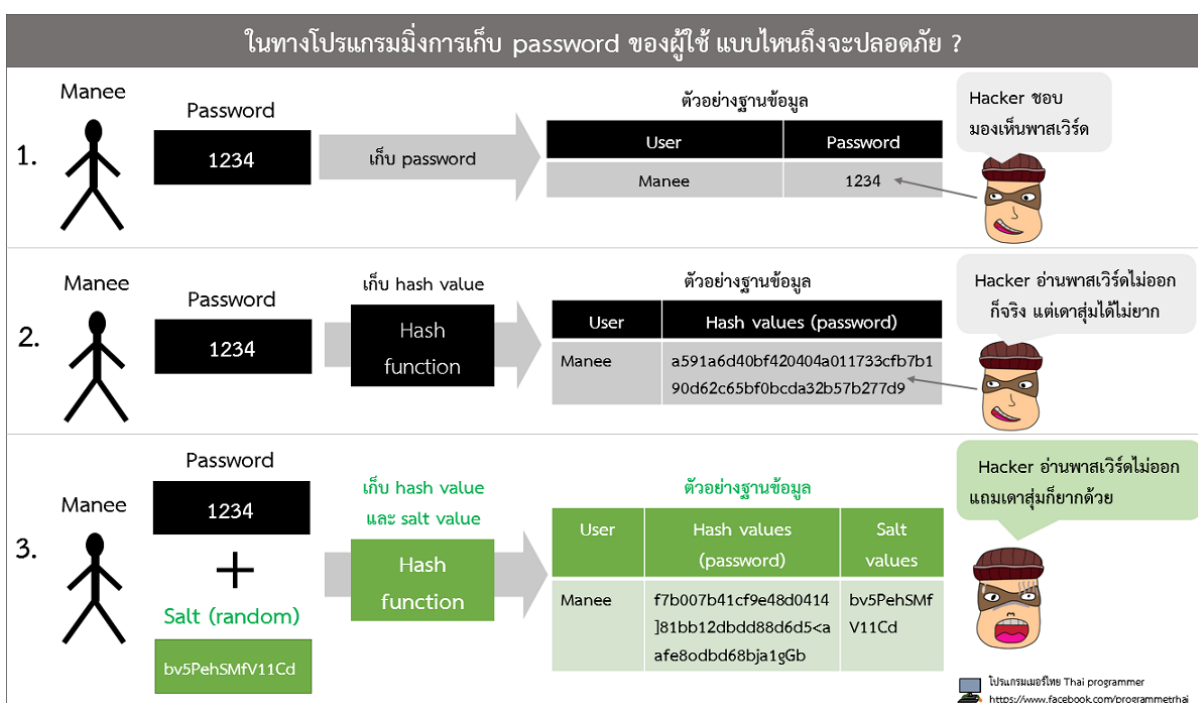 ในทางโปรแกรมมิ่งการเก็บ password ของผู้ใช้ แบบไหนถึงจะปลอดภัย ?
1.
Manee
Password
1234
เก็บ password
ตัวอย่างฐานข้อมูล
User Password
Manee 1234
Hacker ชอบ
มองเห็นพาสเวิร์ด
2.
Manee
Password
1234
เก็บ hash value
Hash
function
ตัวอย่างฐานข้อมูล
User Hash values (password)
Manee a591a6d40bf420404a011733cfb7b1
90d62c65bf0bcda32b57b277d9
Hacker อ่านพาสเวิร์ดไม่ออก
ก็จริง แต่เดาสุ่มได้ไม่ยาก
3.
Manee
Password
1234
+
Salt (random)
bv5PehSMfV11Cd
เก็บ hash value
และ salt value
Hash
function
ตัวอย่างฐานข้อมูล
User Hash values Salt
(password) values
Manee f7b007b41cf9e48d0414 bv5PehSMf
]81bb12dbdd88d6d5<a V11Cd
afe8odbd68bja1gGb
Hacker อ่านพาสเวิร์ดไม่ออก
แถมเดาสุ่มก็ยากด้วย
โปรแกรมเมอร์ไทย Thai programmer
https://www.facebook.com/programmetrhai